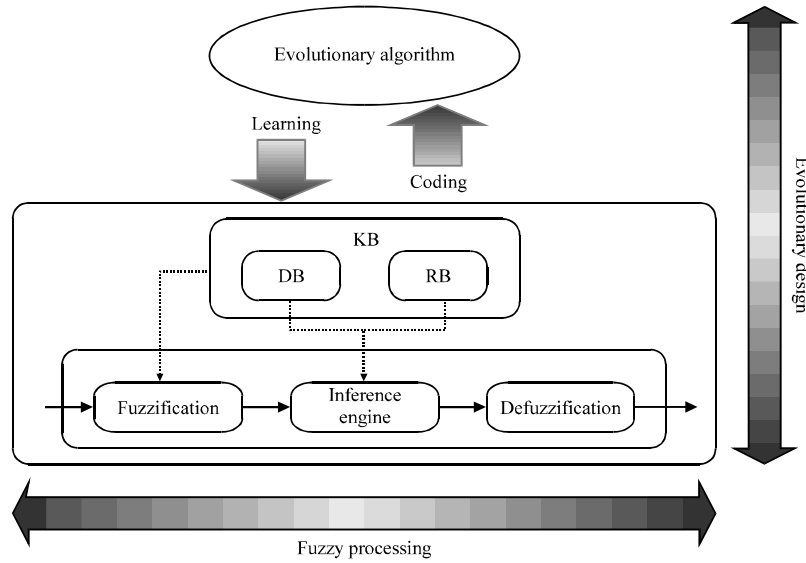 Evolutionary algorithm
Learning
Coding
KB
DB
RB
Fuzzification
Inference
engine
Defuzzification
Fuzzy processing
Evolutionary design